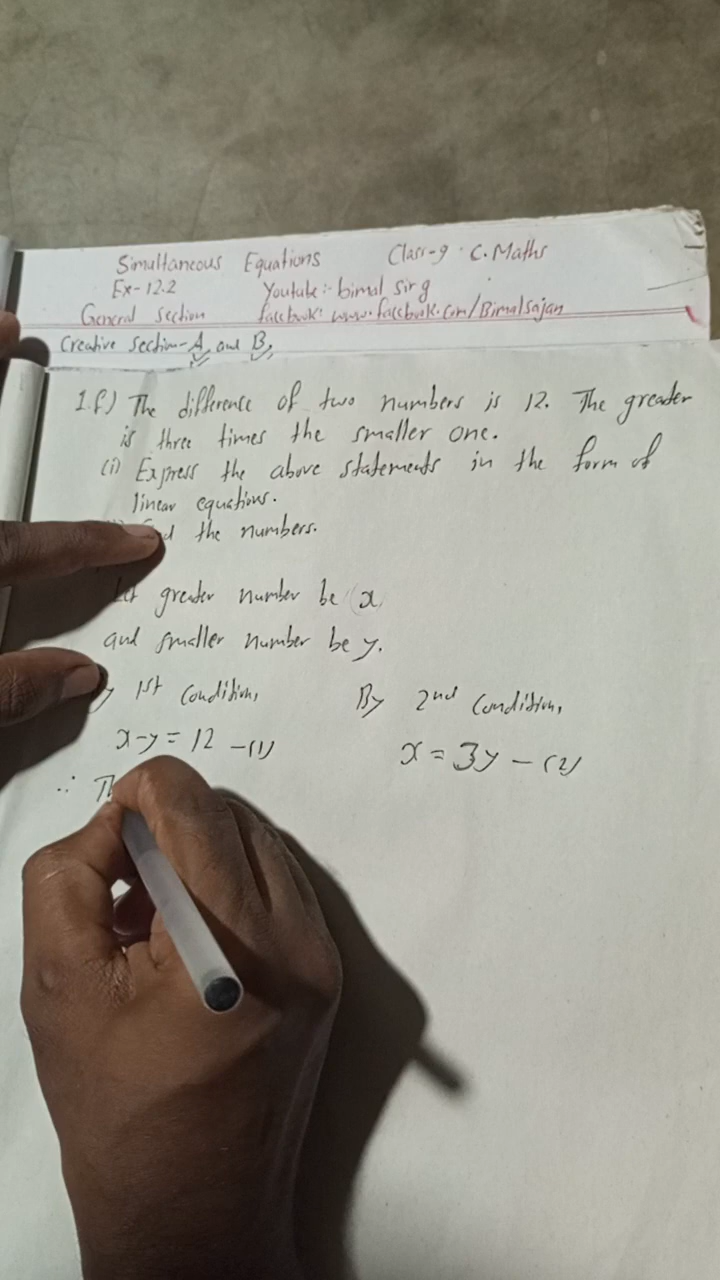 Simultaneous Equations Class-9 C. Maths
Ex-12.2 Youtube:- bimal sir g
General section facebook: www.facebook.com/Bimalsajan
Creative section-A, and B,
1.f) The difference of two numbers is 12. The greater
is three times the smaller one.
(i) Express the above statements in the form of
linear equations.
the numbers.
greater number be x
and smaller number be y.
1st condition, By 2nd condition,
x-y = 12 -(1) x = 3y - (2)
∴ Th